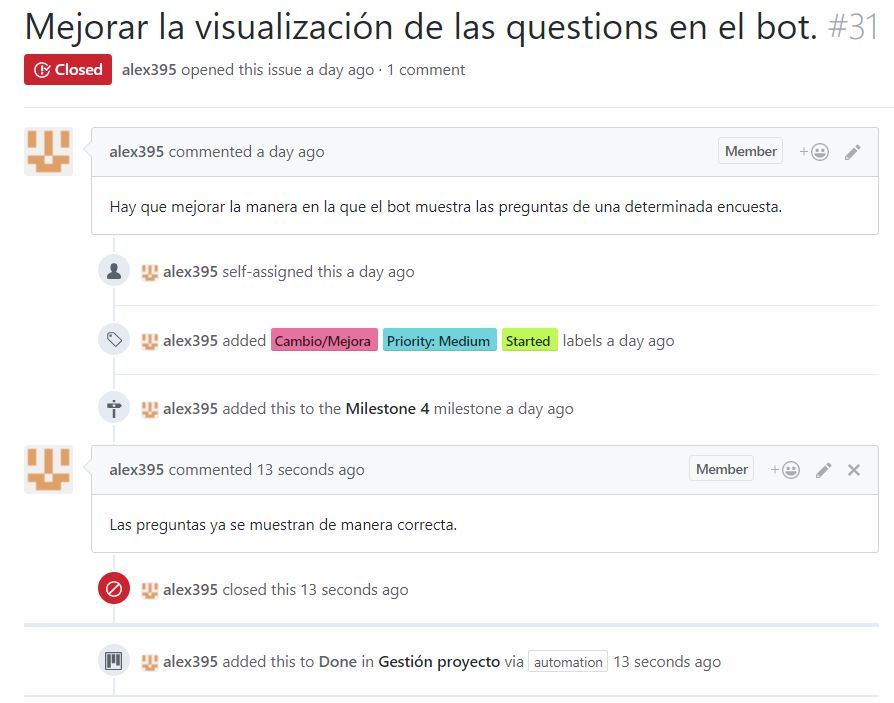 Mejorar la visualización de las questions en el bot. #31
Closed alex395 opened this issue a day ago · 1 comment
alex395 commented a day ago Member
Hay que mejorar la manera en la que el bot muestra las preguntas de una determinada encuesta.
alex395 self-assigned this a day ago
alex395 added Cambio/Mejora Priority: Medium Started labels a day ago
alex395 added this to the Milestone 4 milestone a day ago
alex395 commented 13 seconds ago Member
Las preguntas ya se muestran de manera correcta.
alex395 closed this 13 seconds ago
alex395 added this to Done in Gestión proyecto via automation 13 seconds ago